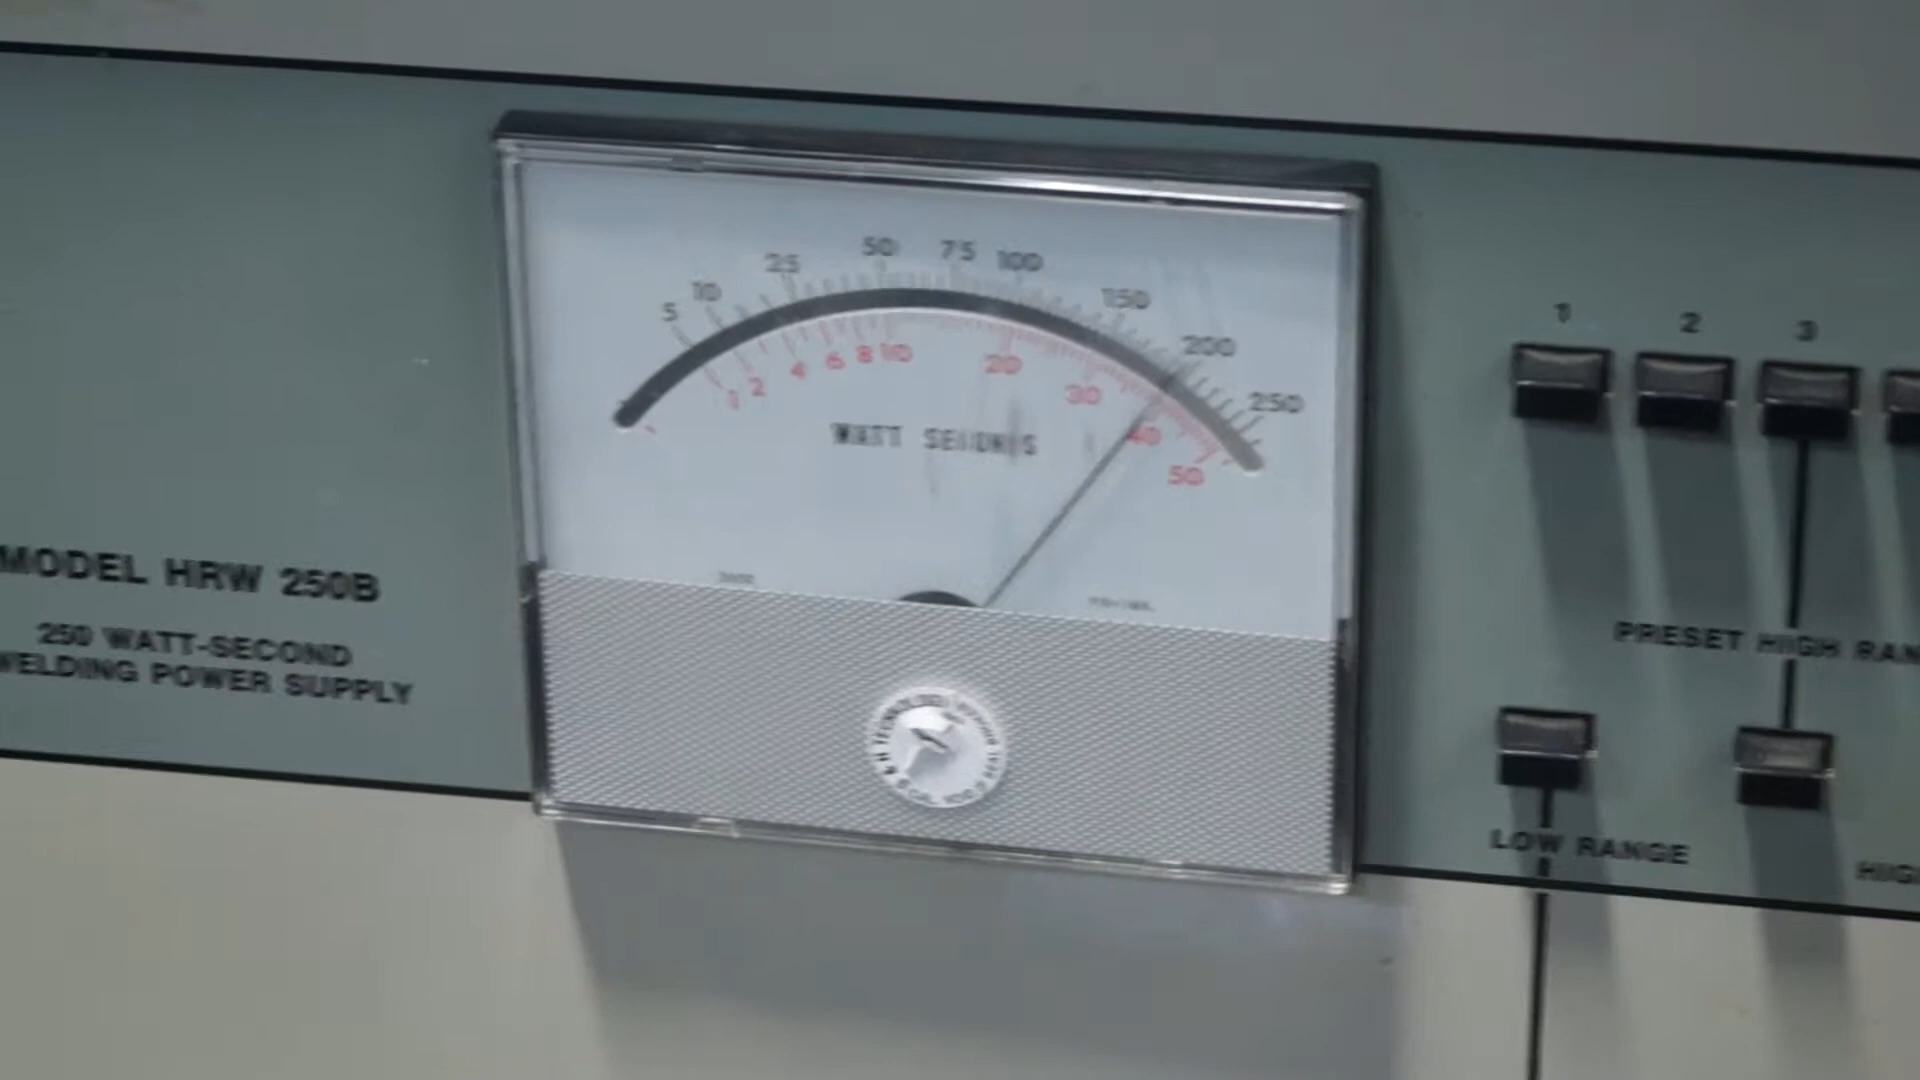 50 75 100
25 150
10 200
5 250
0 2 4 6 8 10 20 30 40 50
WATT SECONDS
MODEL HRW 250B
250 WATT-SECOND
WELDING POWER SUPPLY
1 2 3
PRESET HIGH RAN
LOW RANGE
HIG